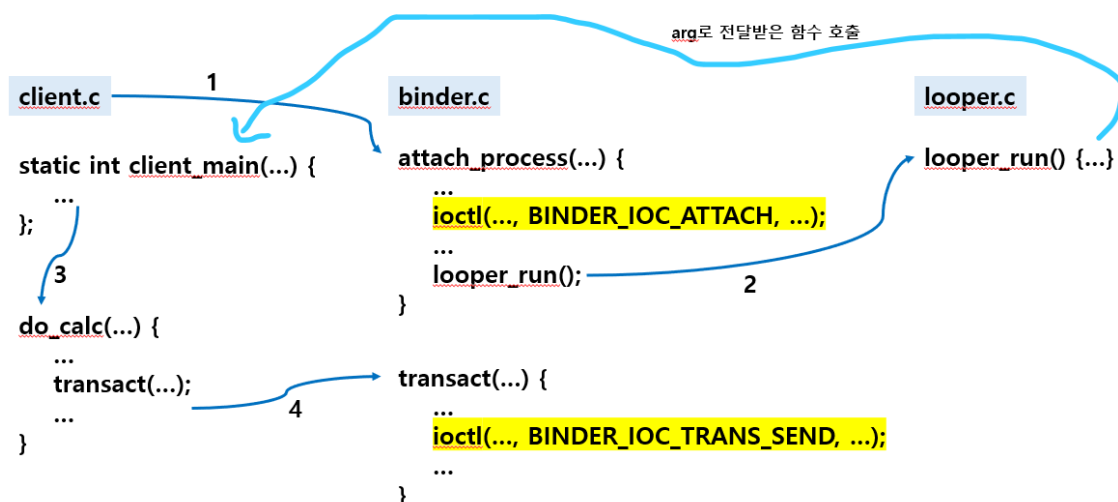 arg로 전달받은 함수 호출
1
client.c
binder.c
looper.c
static int client_main(...) {
...
};
3
do_calc(...) {
...
transact(...);
...
}
attach_process(...) {
...
ioctl(..., BINDER_IOC_ATTACH, ...);
...
looper_run();
}
2
looper_run() {...}
4
transact(...) {
...
ioctl(..., BINDER_IOC_TRANS_SEND, ...);
...
}